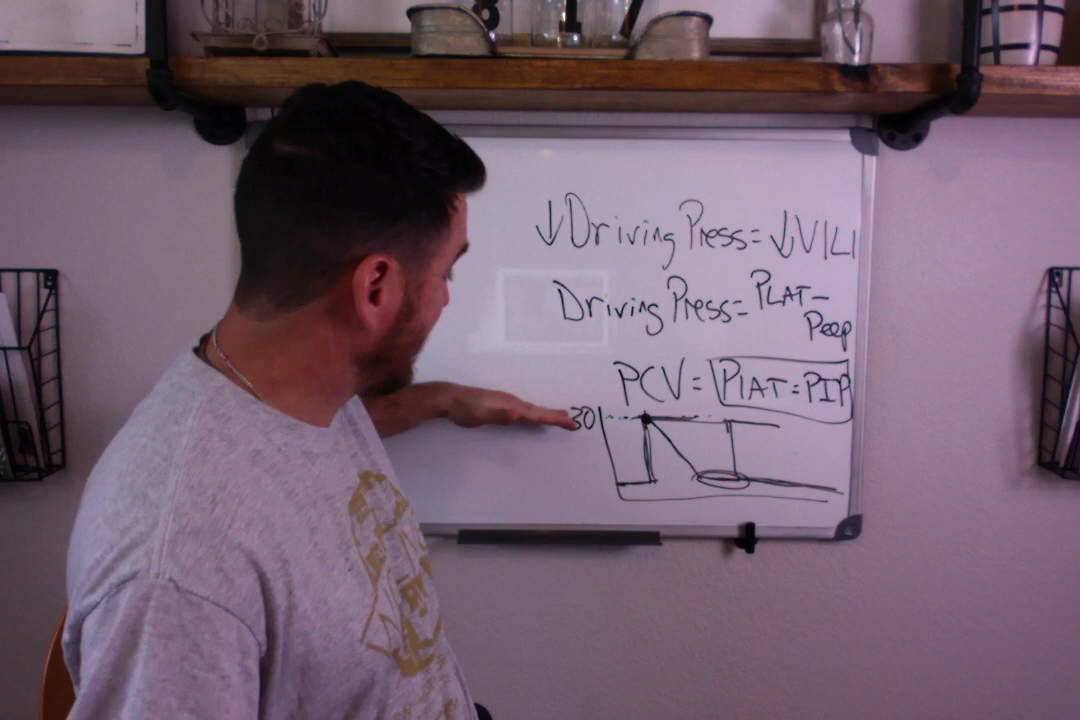 ↓Driving Press= ↓VILI
Driving Press= PLAT-
Peep
PCV= PlAT=PIP
30